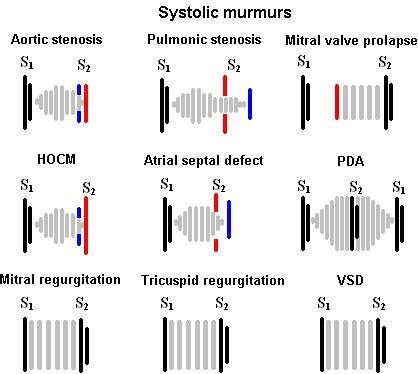 Systolic murmurs
Aortic stenosis Pulmonic stenosis Mitral valve prolapse
S1 S2 S1 S2 S1 S2
HOCM Atrial septal defect PDA
S1 S2 S1 S2 S1 S2 S1
Mitral regurgitation Tricuspid regurgitation VSD
S1 S2 S1 S2 S1 S2